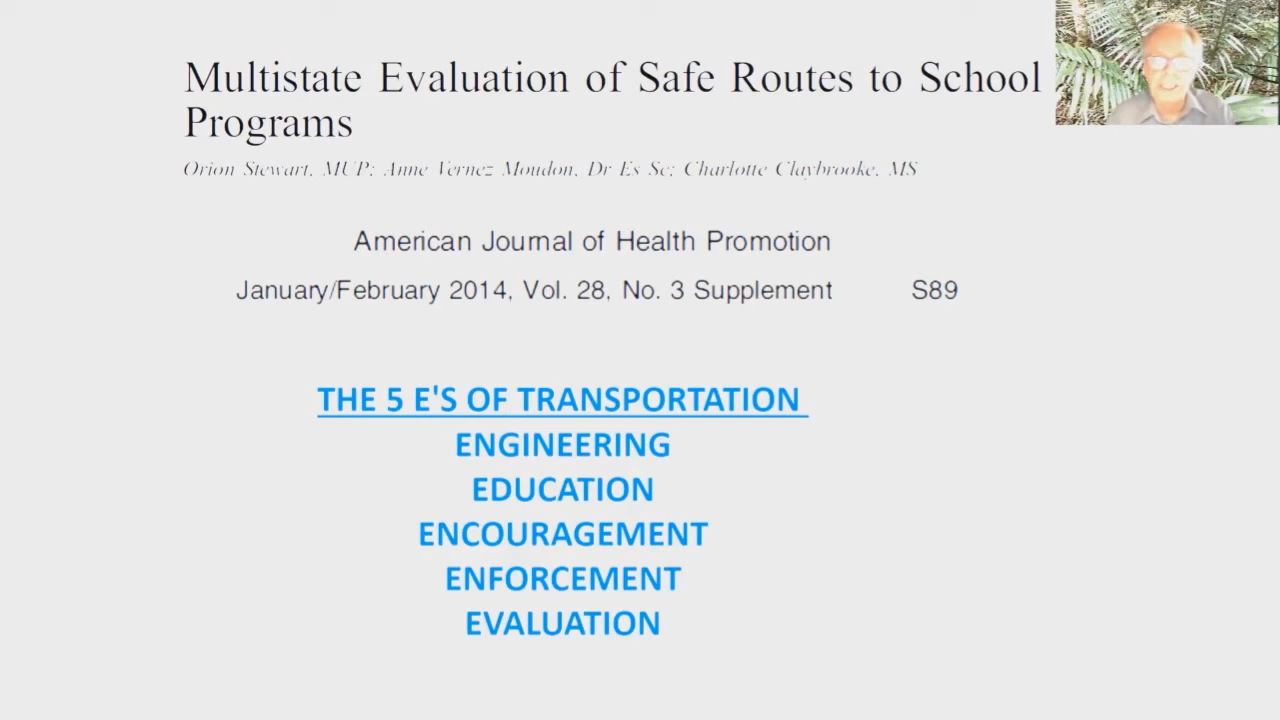 Multistate Evaluation of Safe Routes to School
Programs
Orion Stewart, MUP; Anne Vernez Moudon, Dr Es Sc; Charlotte Claybrooke, MS
American Journal of Health Promotion
January/February 2014, Vol. 28, No. 3 Supplement S89
THE 5 E'S OF TRANSPORTATION
ENGINEERING
EDUCATION
ENCOURAGEMENT
ENFORCEMENT
EVALUATION